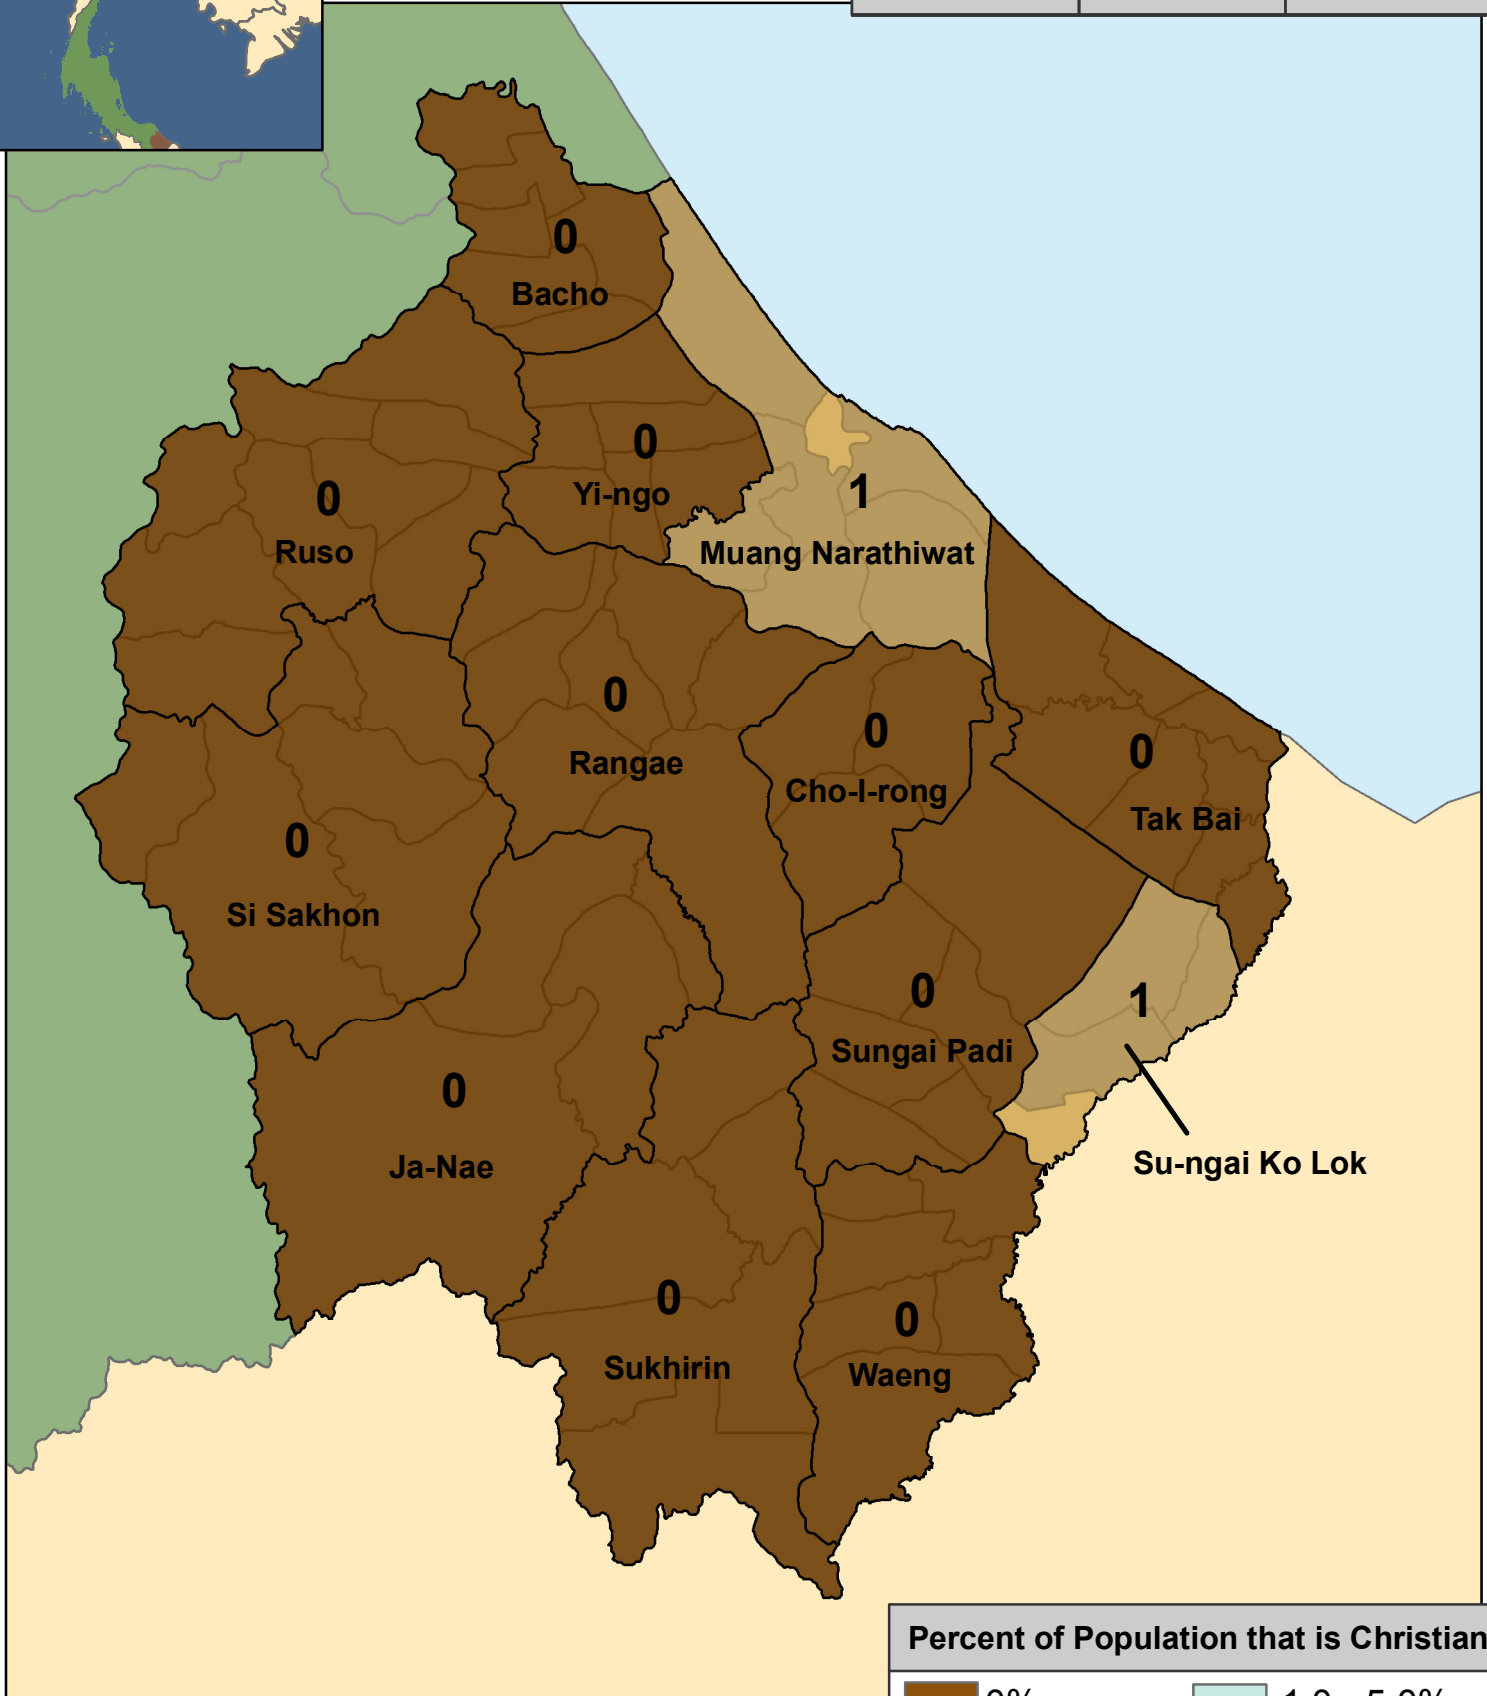 0
Bacho
0
Yi-ngo
0
Ruso
1
Muang Narathiwat
0
Rangae
0
Cho-I-rong
0
Tak Bai
0
Si Sakhon
0
Sungai Padi
1
Su-ngai Ko Lok
0
Ja-Nae
0
Sukhirin
0
Waeng
Percent of Population that is Christian